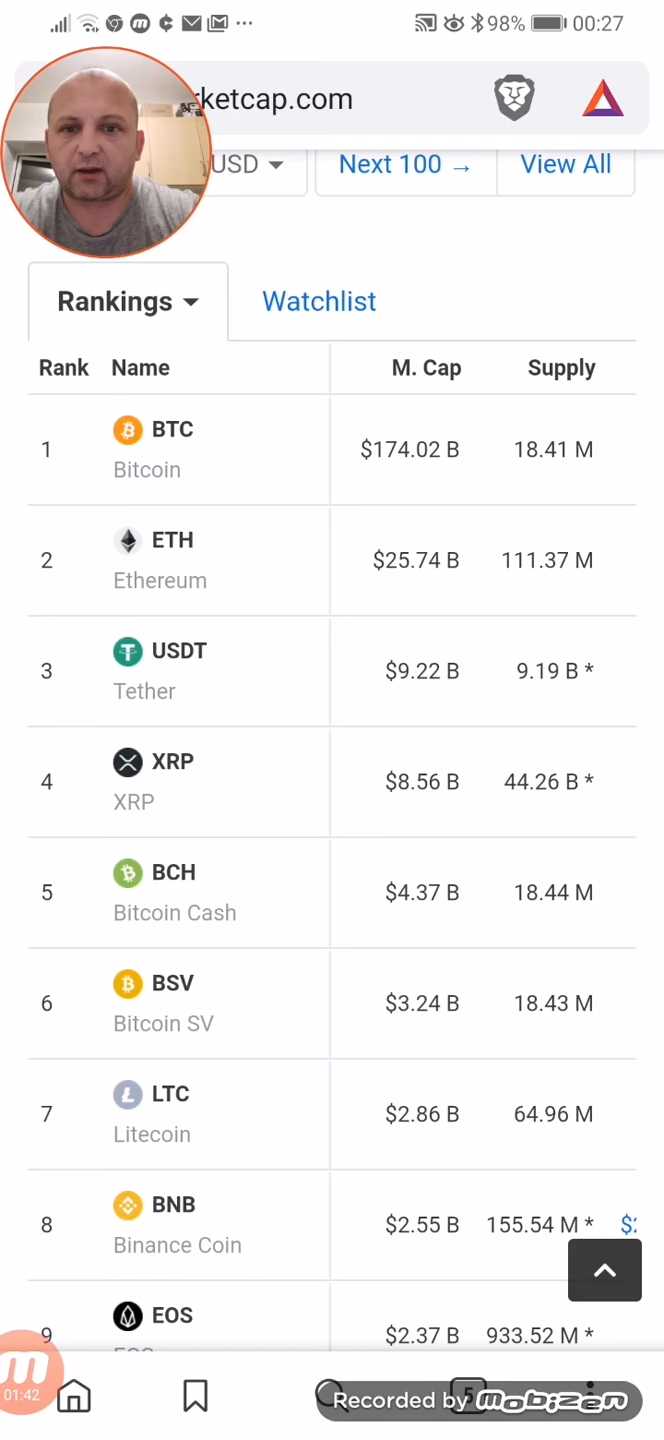 98% 00:27
ketcap.com
USD Next 100 → View All
Rankings Watchlist
Rank Name M. Cap Supply
1 BTC Bitcoin $174.02 B 18.41 M
2 ETH Ethereum $25.74 B 111.37 M
3 USDT Tether $9.22 B 9.19 B *
4 XRP XRP $8.56 B 44.26 B *
5 BCH Bitcoin Cash $4.37 B 18.44 M
6 BSV Bitcoin SV $3.24 B 18.43 M
7 LTC Litecoin $2.86 B 64.96 M
8 BNB Binance Coin $2.55 B 155.54 M *
9 EOS $2.37 B 933.52 M *
01:42
5
Recorded by mobizen